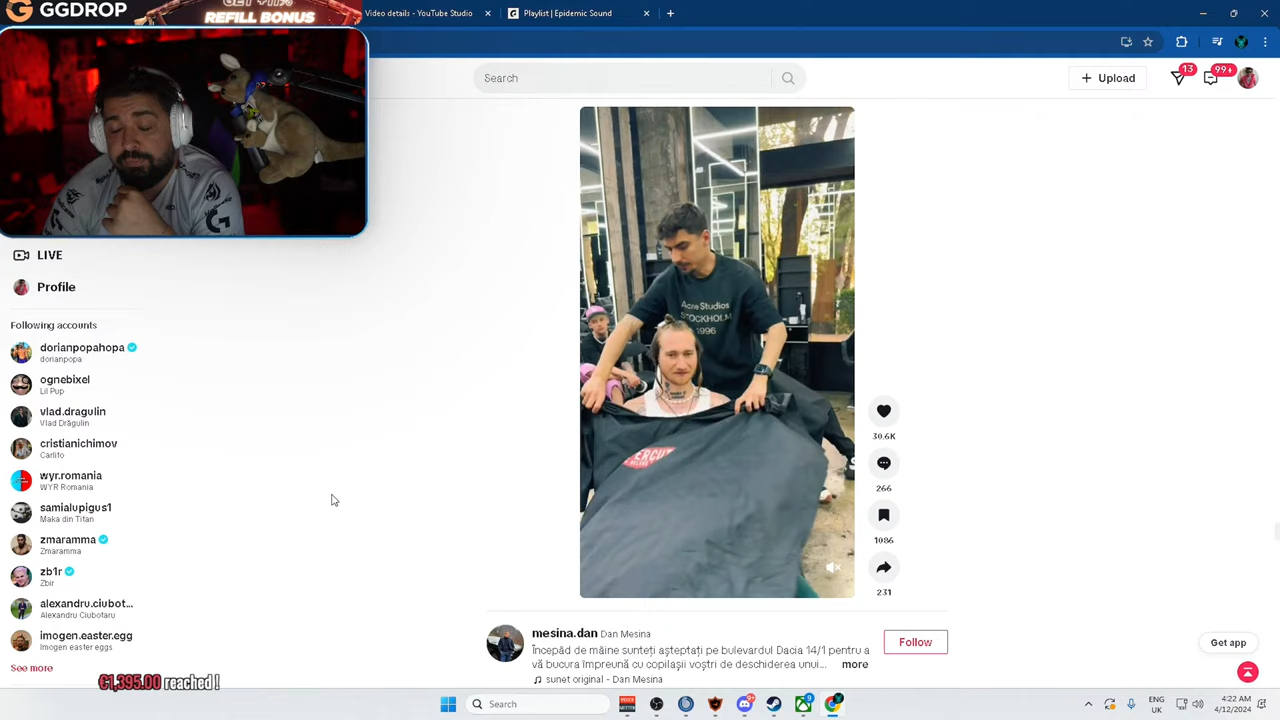 GGDROP
REFILL BONUS
Video details - YouTube Studio
Playlist | Epidemic Sound
Search
Upload
13
99+
LIVE
Profile
Following accounts
dorianpopahopa
dorianpopa
ognebixel
Lil Pup
vlad.dragulin
Vlad Drăgulin
cristianichimov
Carlito
wyr.romania
WYR Romania
samialupigus1
Maka din Titan
zmaramma
Zmaramma
zb1r
Zbir
alexandru.ciubot...
Alexandru Ciubotaru
imogen.easter.egg
Imogen easter eggs
See more
€1,395.00 reached !
Acne Studios
STOCKHOLM
1996
30.6K
266
1086
231
mesina.dan Dan Mesina
Începăd de mâine sunteți așteptați pe bulevardul Dacia 14/1 pentru a
vă bucura împreună cu copilașii voștri de deschiderea unui... more
sunet original - Dan Mesina
Follow
Get app
Search
ENG
UK
4:22 AM
4/12/2024